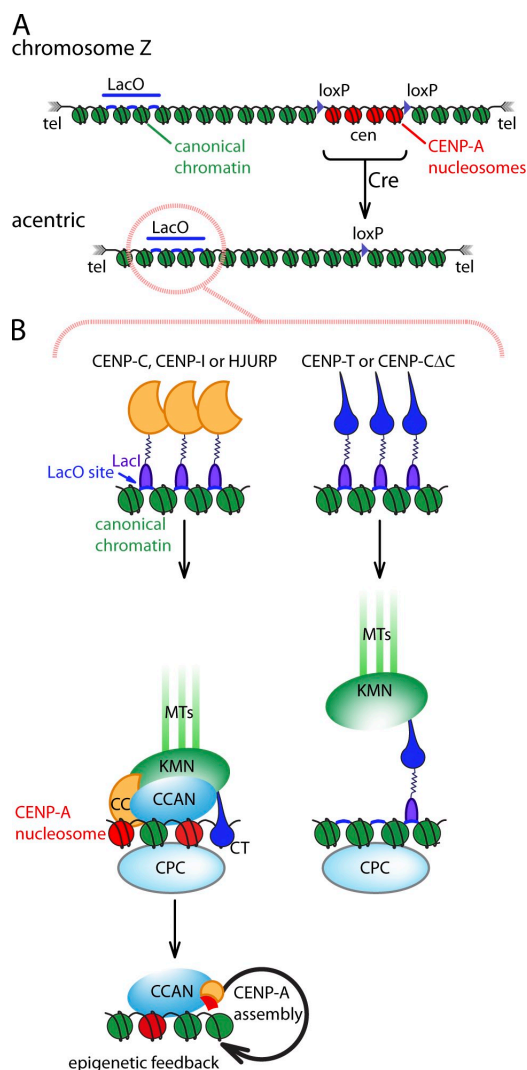 A
chromosome Z
LacO
loxP
loxP
tel
cen
tel
canonical
chromatin
CENP-A
nucleosomes
Cre
acentric
LacO
loxP
tel
tel
B
CENP-C, CENP-I or HJURP
CENP-T or CENP-CΔC
LacI
LacO site
canonical
chromatin
MTs
KMN
MTs
KMN
CC
CCAN
CENP-A
nucleosome
CT
CPC
CPC
CCAN
CENP-A
assembly
epigenetic feedback